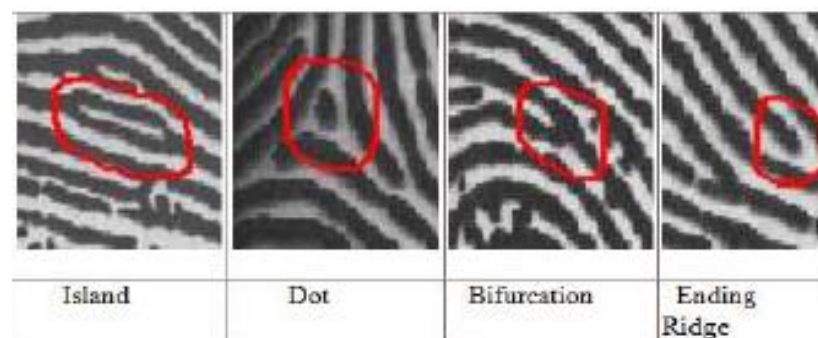 Island
Dot
Bifurcation
Ending
Ridge